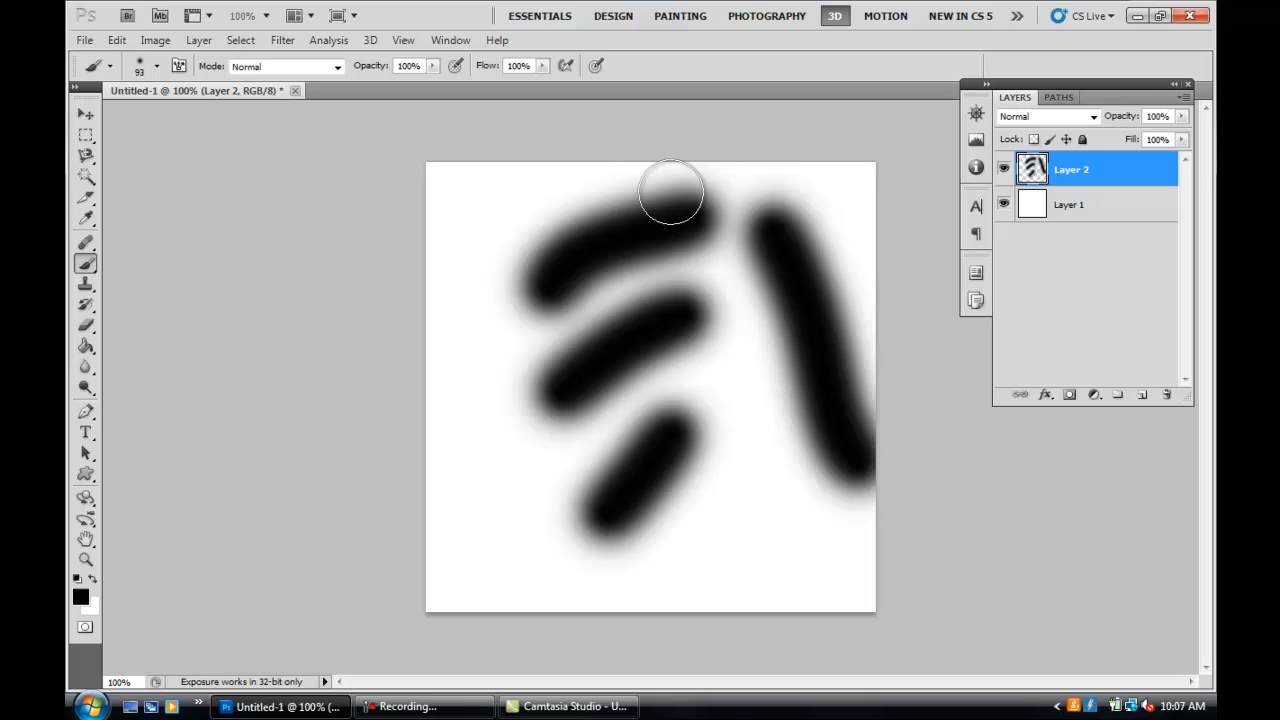 Ps Br Mb 100% ESSENTIALS DESIGN PAINTING PHOTOGRAPHY 3D MOTION NEW IN CS 5 CS Live
File Edit Image Layer Select Filter Analysis 3D View Window Help
93 Mode: Normal Opacity: 100% Flow: 100%
Untitled-1 @ 100% (Layer 2, RGB/8) *
LAYERS PATHS
Normal Opacity: 100%
Lock: Fill: 100%
Layer 2
Layer 1
100% Exposure works in 32-bit only
Untitled-1 @ 100% (... Recording... Camtasia Studio - U... 10:07 AM